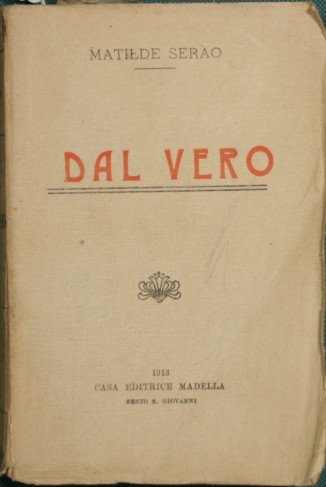 MATILDE SERAO
DAL VERO
1913
CASA EDITRICE MADELLA
SESTO S. GIOVANNI